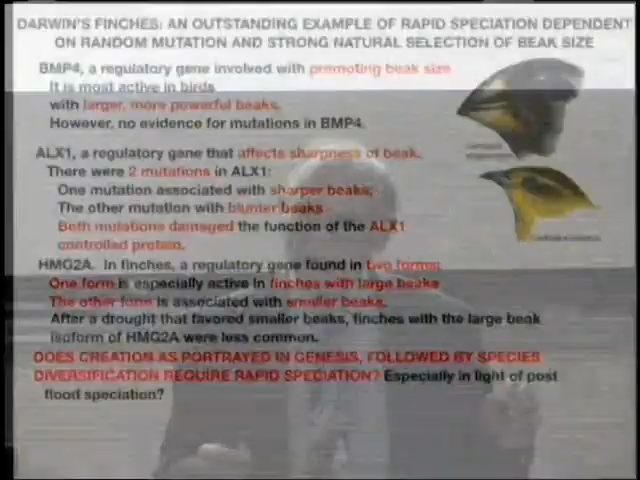 DARWIN'S FINCHES: AN OUTSTANDING EXAMPLE OF RAPID SPECIATION DEPENDENT
ON RANDOM MUTATION AND STRONG NATURAL SELECTION OF BEAK SIZE
BMP4, a regulatory gene involved with promoting beak size
It is most active in birds
with larger, more powerful beaks.
However, no evidence for mutations in BMP4.
ALX1, a regulatory gene that affects sharpness of beak.
There were 2 mutations in ALX1:
One mutation associated with sharper beaks;
The other mutation with blunter beaks
Both mutations damaged the function of the ALX1
controlled protein.
HMG2A. In finches, a regulatory gene found in two forms
One form is especially active in finches with large beaks
The other form is associated with smaller beaks.
After a drought that favored smaller beaks, finches with the large beak
isoform of HMG2A were less common.
DOES CREATION AS PORTRAYED IN GENESIS, FOLLOWED BY SPECIES
DIVERSIFICATION REQUIRE RAPID SPECIATION? Especially in light of post
flood speciation?